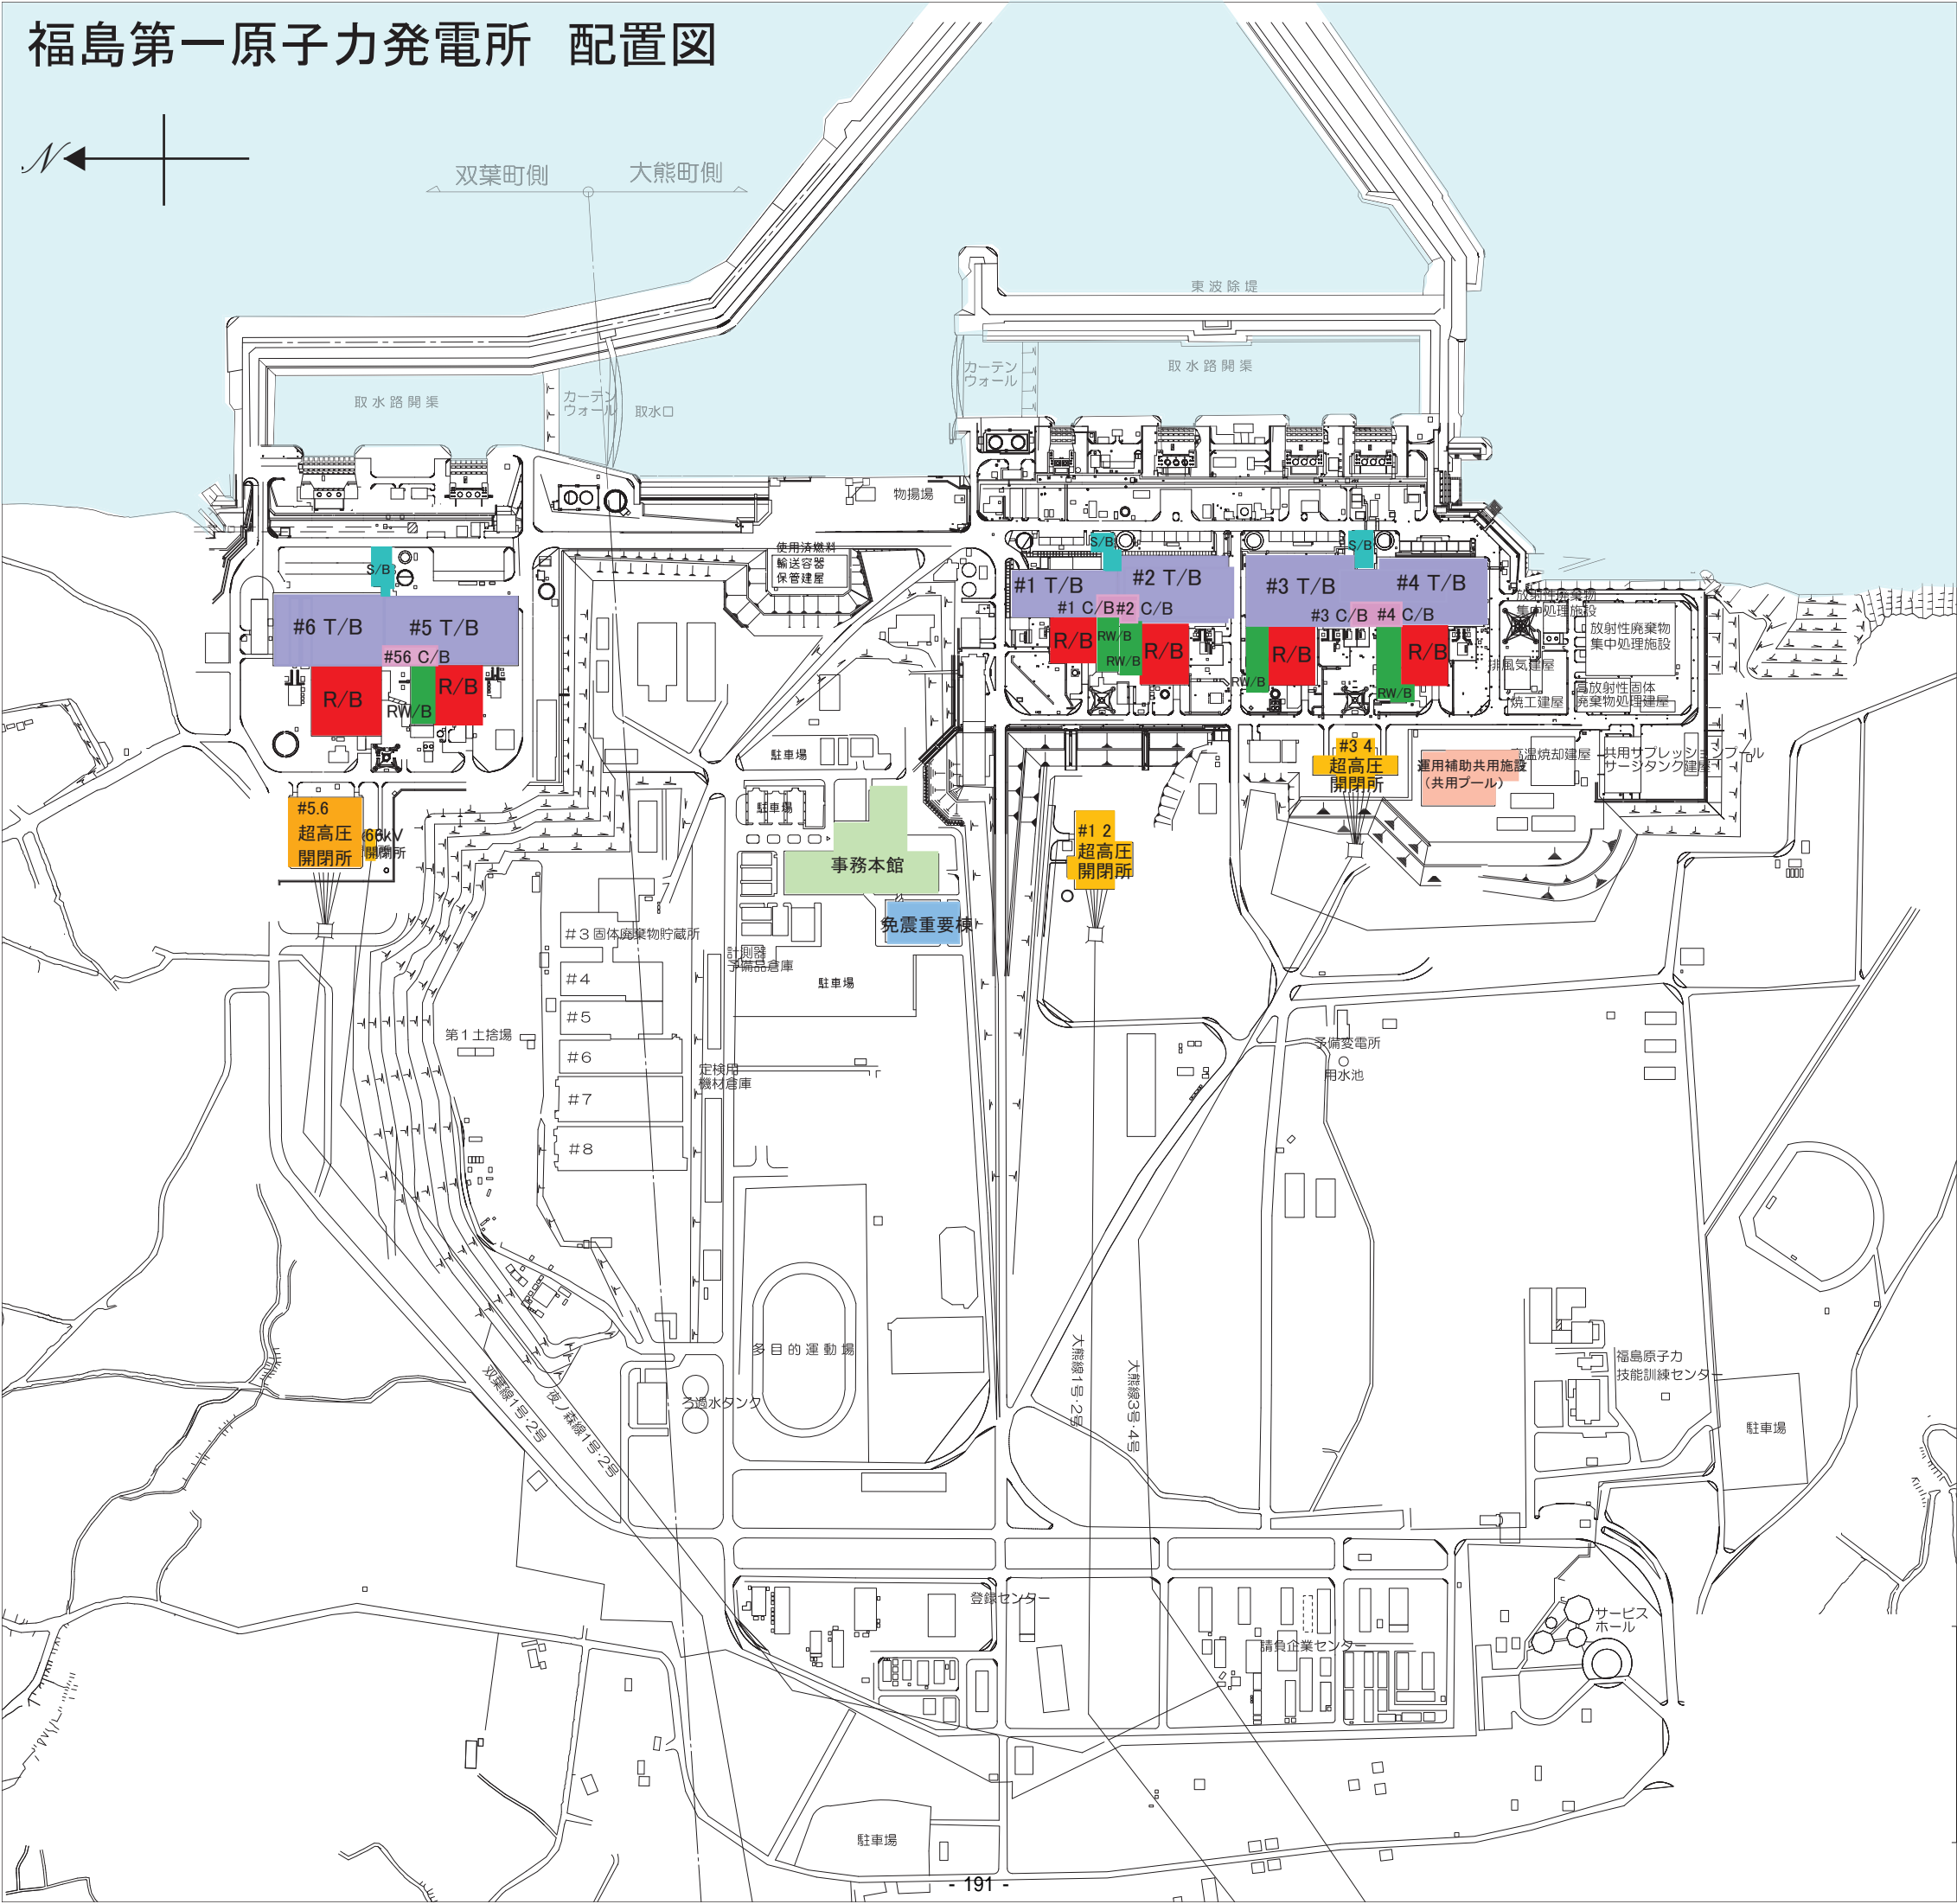 福島第一原子力発電所 配置図
N
双葉町側
大熊町側
東波除堤
取水路開渠
カーテン
ウォール
取水口
カーテン
ウォール
取水路開渠
物揚場
使用済燃料
輸送容器
保管建屋
S/B
#6 T/B
#5 T/B
#56 C/B
R/B
RW/B
R/B
S/B
#1 T/B
#2 T/B
#1 C/B
#2 C/B
R/B
RW/B
RW/B
R/B
S/B
#3 T/B
#4 T/B
#3 C/B
#4 C/B
RW/B
R/B
RW/B
R/B
放射性廃棄物
集中処理施設
放射性廃棄物
集中処理施設
排風気建屋
焼工建屋
高放射性固体
廃棄物処理建屋
駐車場
#3 4
超高圧
開閉所
運用補助共用施設
(共用プール)
高温焼却建屋
共用サプレッションプール
サージタンク建屋
#5.6
超高圧
開閉所
66kV
開閉所
駐車場
事務本館
#1 2
超高圧
開閉所
免震重要棟
#3 固体廃棄物貯蔵所
#4
#5
#6
#7
#8
計測器
予備品倉庫
駐車場
第1土捨場
定検用
機材倉庫
予備変電所
用水池
多目的運動場
ろ過水タンク
双葉線1号・2号
夜ノ森線1号・2号
大熊線1号・2号
大熊線3号・4号
福島原子力
技能訓練センター
駐車場
登録センター
請負企業センター
サービス
ホール
駐車場
- 191 -